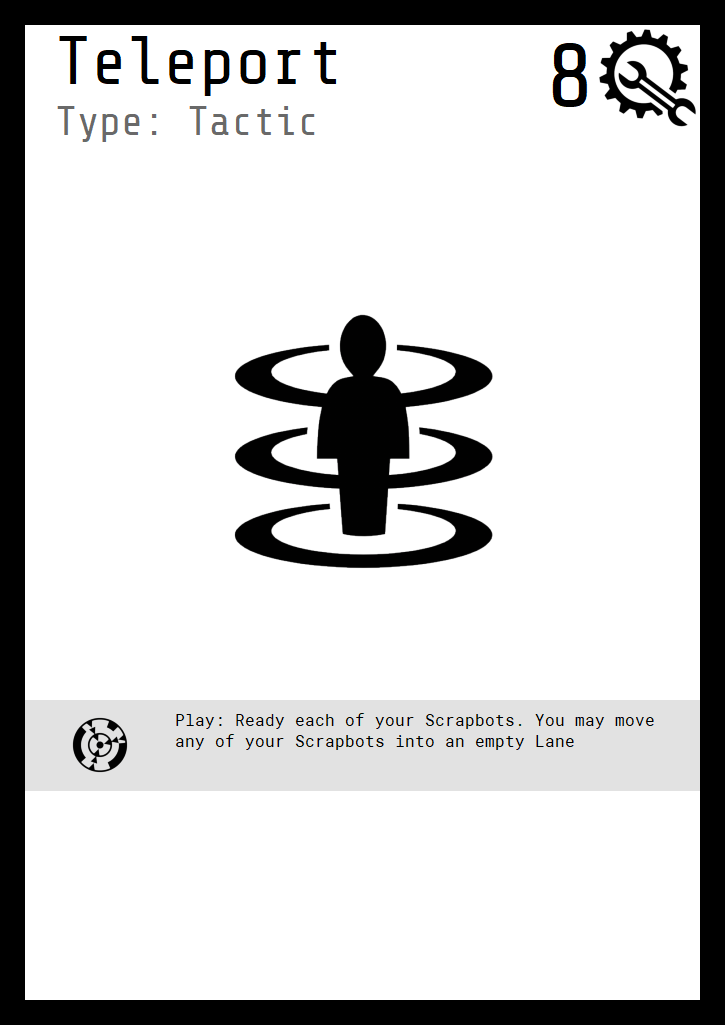 Teleport
8
Type: Tactic
Play: Ready each of your Scrapbots. You may move
any of your Scrapbots into an empty Lane